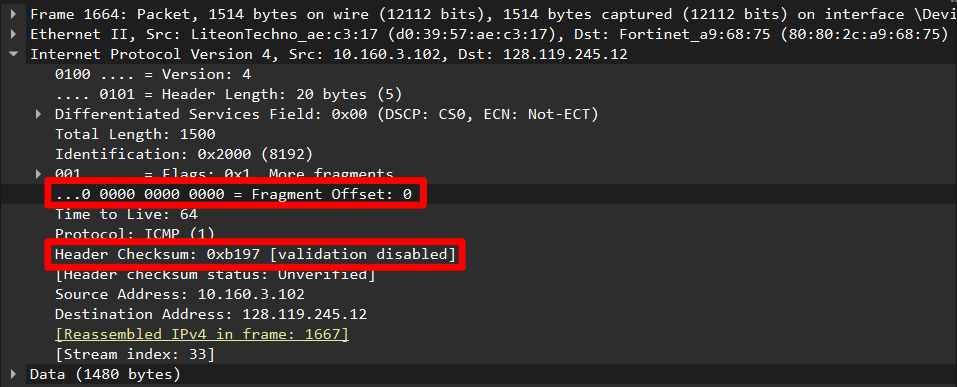 Frame 1664: Packet, 1514 bytes on wire (12112 bits), 1514 bytes captured (12112 bits) on interface \Devi
Ethernet II, Src: LiteonTechno_ae:c3:17 (d0:39:57:ae:c3:17), Dst: Fortinet_a9:68:75 (80:80:2c:a9:68:75)
Internet Protocol Version 4, Src: 10.160.3.102, Dst: 128.119.245.12
0100 .... = Version: 4
.... 0101 = Header Length: 20 bytes (5)
Differentiated Services Field: 0x00 (DSCP: CS0, ECN: Not-ECT)
Total Length: 1500
Identification: 0x2000 (8192)
001. .... = Flags: 0x1, More fragments
...0 0000 0000 0000 = Fragment Offset: 0
Time to Live: 64
Protocol: ICMP (1)
Header Checksum: 0xb197 [validation disabled]
[Header checksum status: Unverified]
Source Address: 10.160.3.102
Destination Address: 128.119.245.12
[Reassembled IPv4 in frame: 1667]
[Stream index: 33]
Data (1480 bytes)